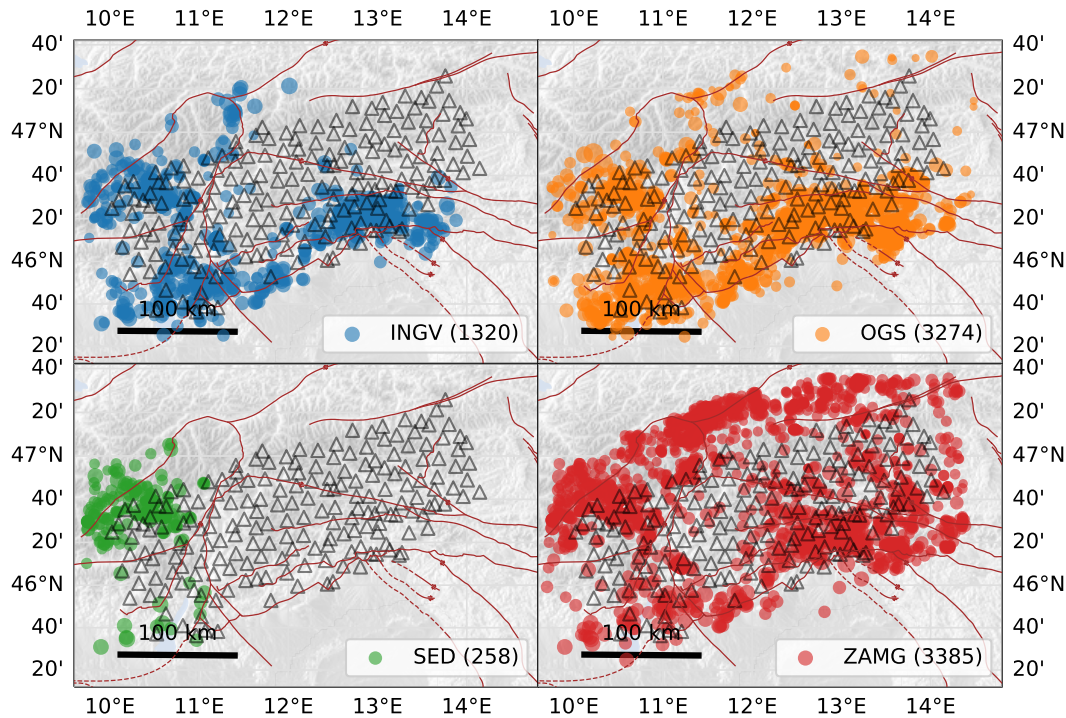 10°E 11°E 12°E 13°E 14°E 10°E 11°E 12°E 13°E 14°E
40' 40'
20' 20'
47°N 47°N
40' 40'
20' 20'
46°N 46°N
40' 40'
100 km 100 km
INGV (1320) OGS (3274)
20' 20'
40' 40'
20' 20'
47°N 47°N
40' 40'
20' 20'
46°N 46°N
40' 40'
100 km 100 km
SED (258) ZAMG (3385)
20' 20'
10°E 11°E 12°E 13°E 14°E 10°E 11°E 12°E 13°E 14°E